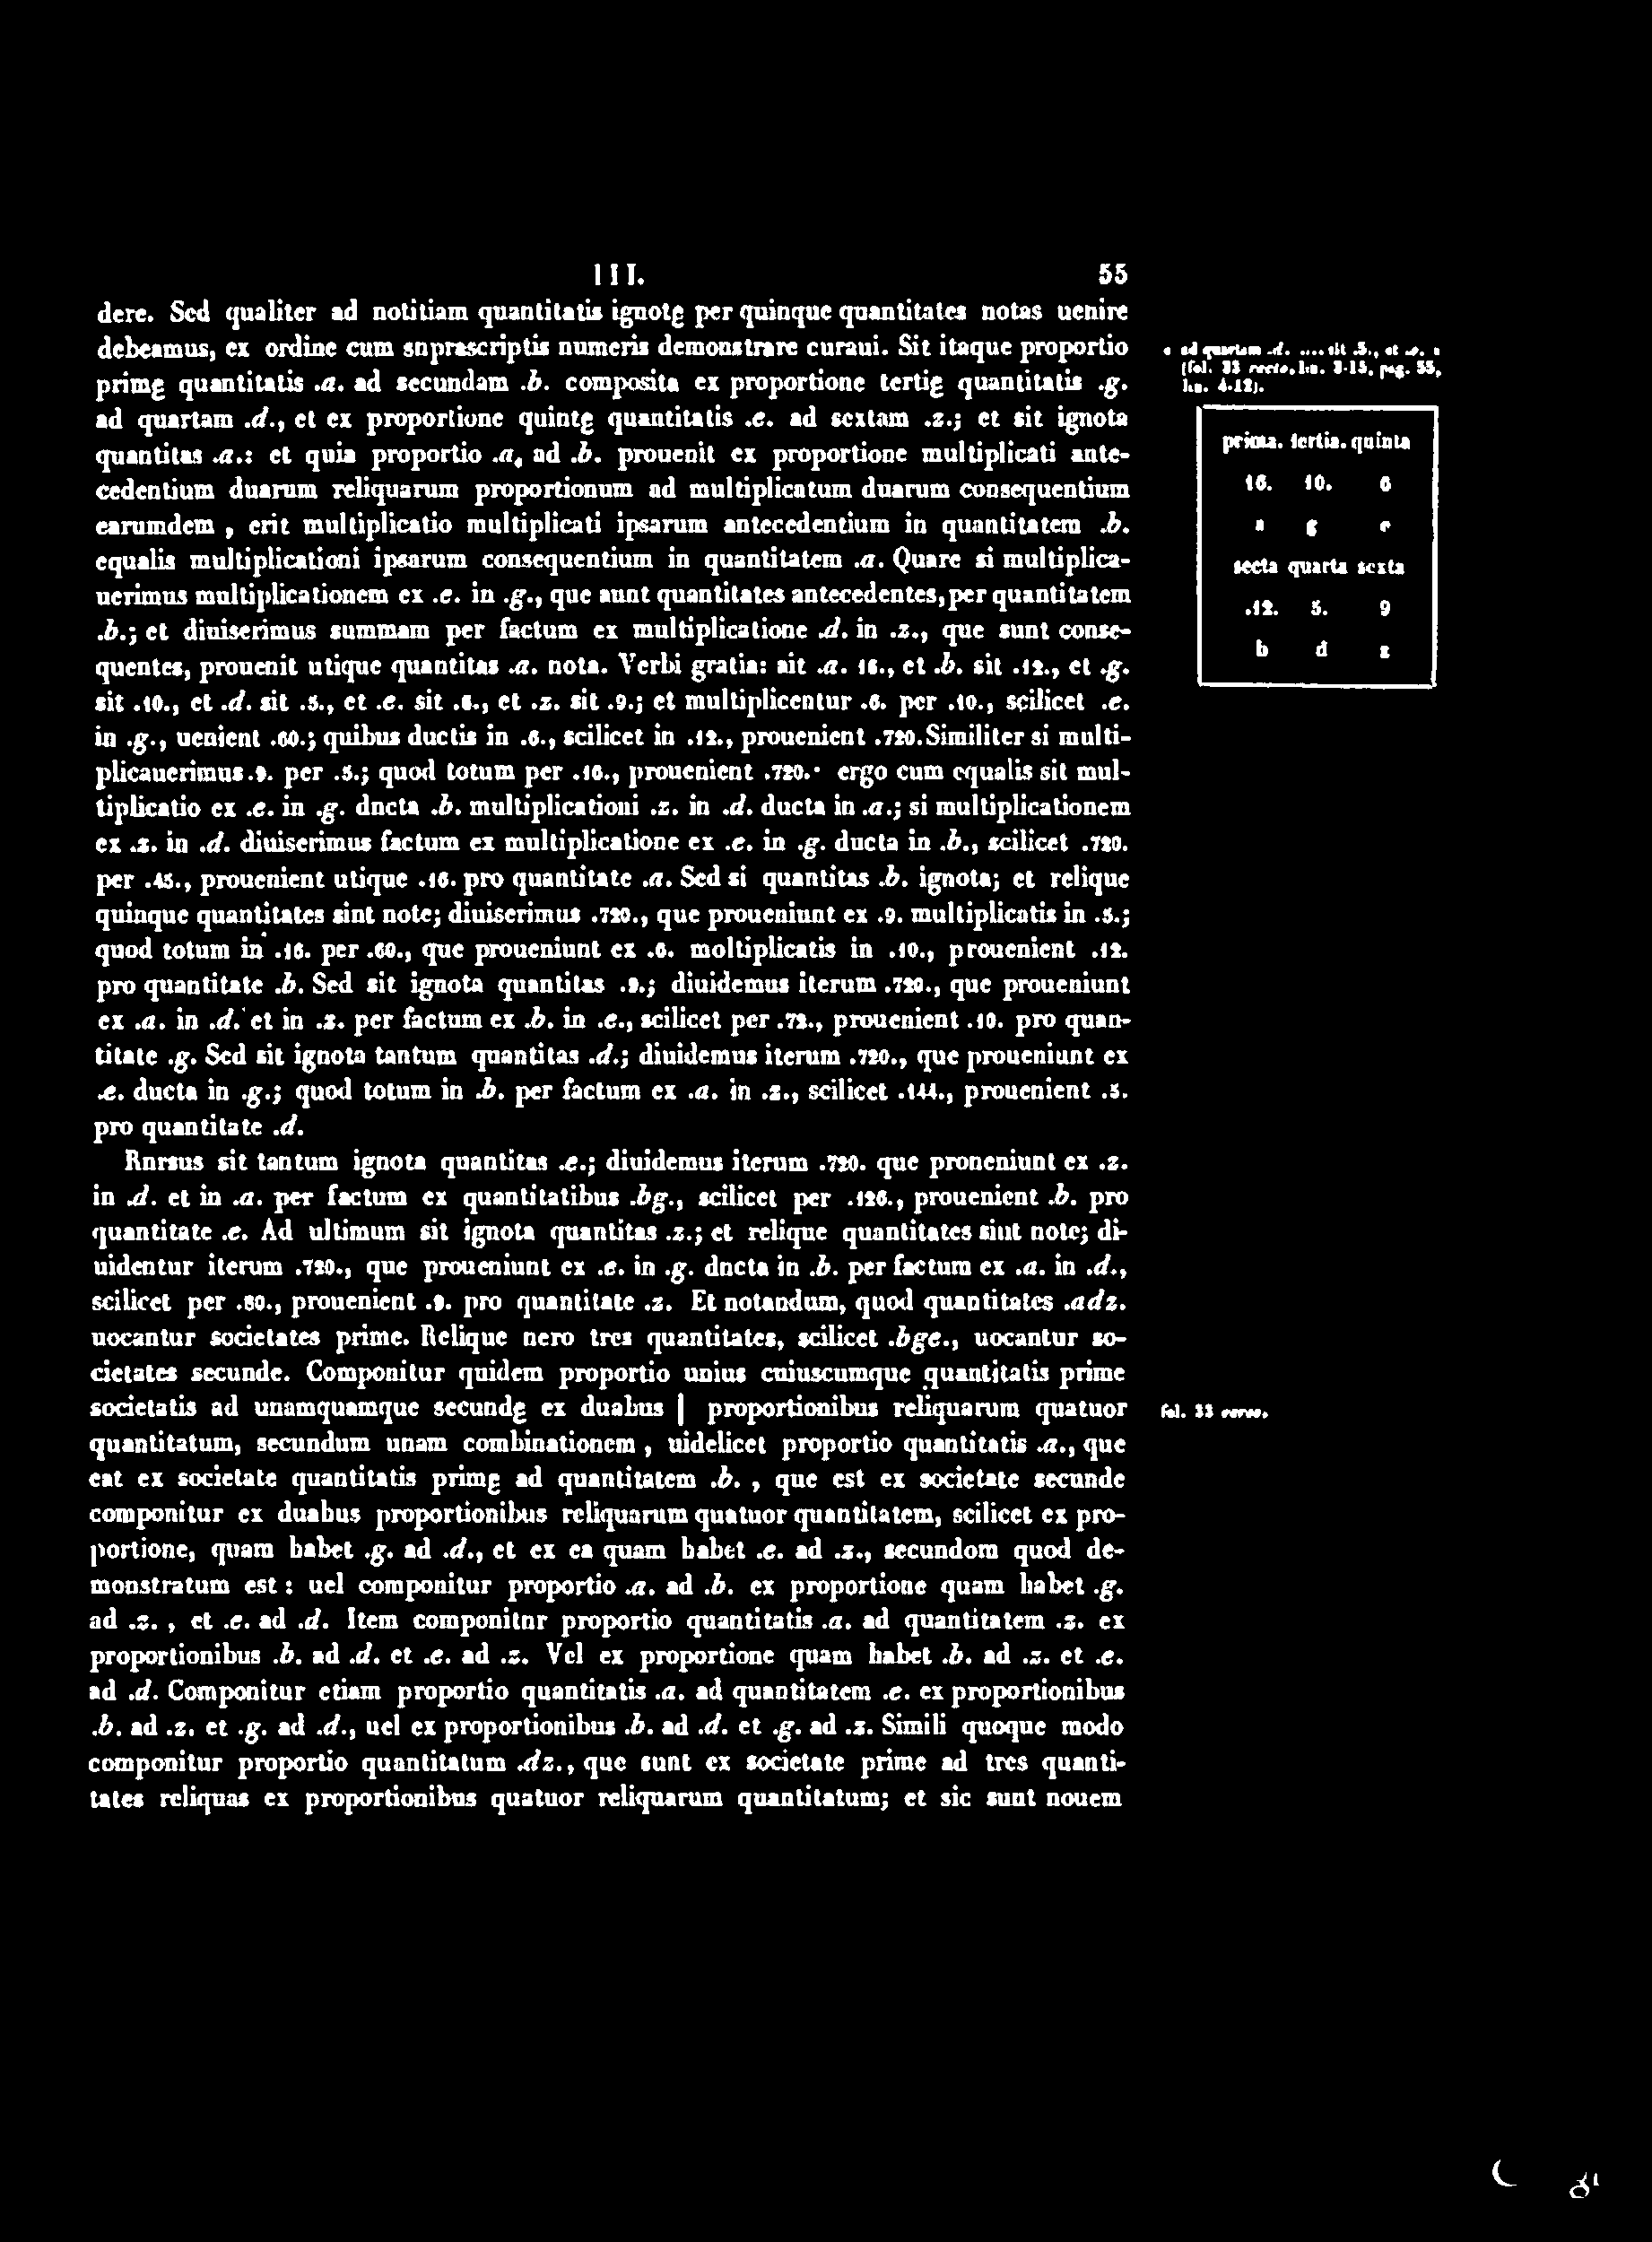 III. 55
dere. Sed qualiter ad notitiam quantitatis ignotę per quinque quantitates notas uenire
debeamus, ex ordine cum suprascriptis numeris demonstrare curaui. Sit itaque proportio
primę quantitatis .a. ad secundam .b. composita ex proportione tertię quantitatis .g.
ad quartam .d., et ex proportione quintę quantitatis .e. ad sextam .z.; et sit ignota
quantitas .a.: et quia proportio .a. ad .b. prouenit ex proportione multiplicati ante-
cedentium duarum reliquarum proportionum ad multiplicatum duarum consequentium
earumdem , erit multiplicatio multiplicati ipsarum antecedentium in quantitatem .b.
equalis multiplicationi ipsarum consequentium in quantitatem .a. Quare si multiplica-
uerimus multiplicationem ex .e. in .g., que sunt quantitates antecedentes, per quantitatem
.b.; et diuiserimus summam per factum ex multiplicatione .d. in .z., que sunt conse-
quentes, prouenit utique quantitas .a. nota. Verbi gratia: sit .a. 16., et .b. sit .12., et .g.
sit .10., et .d. sit .5., et .e. sit .6., et .z. sit .9.; et multiplicentur .6. per .10., scilicet .e.
in .g., uenient .60.; quibus ductis in .6., scilicet in .12., prouenient .720. Similiter si multi-
plicauerimus .9. per .5.; quod totum per .16., prouenient .720.· ergo cum equalis sit mul-
tiplicatio ex .e. in .g. ducta .b. multiplicationi .z. in .d. ducta in .a.; si multiplicationem
ex .z. in .d. diuiserimus factum ex multiplicatione ex .e. in .g. ducta in .b., scilicet .720.
per .45., prouenient utique .16. pro quantitate .a. Sed si quantitas .b. ignota; et relique
quinque quantitates sint note; diuiserimus .720., que proueniunt ex .9. multiplicatis in .5.;
quod totum in .16. per .60., que proueniunt ex .6. moltiplicatis in .10., prouenient .12.
pro quantitate .b. Sed sit ignota quantitas .9.; diuidemus iterum .720., que proueniunt
ex .a. in .d. et in .z. per factum ex .b. in .e., scilicet per .72., prouenient .10. pro quan-
titate .g. Sed sit ignota tantum quantitas .d.; diuidemus iterum .720., que proueniunt ex
.e. ducta in .g.; quod totum in .b. per factum ex .a. in .z., scilicet .144., prouenient .5.
pro quantitate .d.
Rursus sit tantum ignota quantitas .e.; diuidemus iterum .720. que proueniunt ex .z.
in .d. et in .a. per factum ex quantitatibus .bg., scilicet per .126., prouenient .b. pro
quantitate .e. Ad ultimum sit ignota quantitas .z.; et relique quantitates sint note; di-
uidentur iterum .720., que proueniunt ex .e. in .g. ducta in .b. per factum ex .a. in .d.,
scilicet per .80., prouenient .9. pro quantitate .z. Et notandum, quod quantitates .adz.
uocantur societates prime. Relique uero tres quantitates, scilicet .bge., uocantur so-
cietates secunde. Componitur quidem proportio unius cuiuscumque quantitatis prime
societatis ad unamquamque secundę ex duabus | proportionibus reliquarum quatuor
quantitatum, secundum unam combinationem , uidelicet proportio quantitatis .a., que
est ex societate quantitatis primę ad quantitatem .b. , que est ex societate secunde
componitur ex duabus proportionibus reliquarum quatuor quantitatem, scilicet ex pro-
portione, quam habet .g. ad .d., et ex ea quam habet .e. ad .z., secundom quod de-
monstratum est : uel componitur proportio .a. ad .b. ex proportione quam habet .g.
ad .z. , et .e. ad .d. Item componitur proportio quantitatis .a. ad quantitatem .z. ex
proportionibus .b. ad .d. et .e. ad .z. Vel ex proportione quam habet .b. ad .z. et .e.
ad .d. Componitur etiam proportio quantitatis .a. ad quantitatem .e. ex proportionibus
.b. ad .z. et .g. ad .d., uel ex proportionibus .b. ad .d. et .g. ad .z. Simili quoque modo
componitur proportio quantitatum .dz., que sunt ex societate prime ad tres quanti-
tates reliquas ex proportionibus quatuor reliquarum quantitatum; et sic sunt nouem
« ad quartam .d. .... sit .5., et .e. »
(fol. 33 recto, lin. 8-15, pag. 55,
lin. 4-12).
prima. tertia. quinta
16. 10. 6
a g e
secta quarta sexta
.12. 5. 9
b d z
fol. 33 verso.